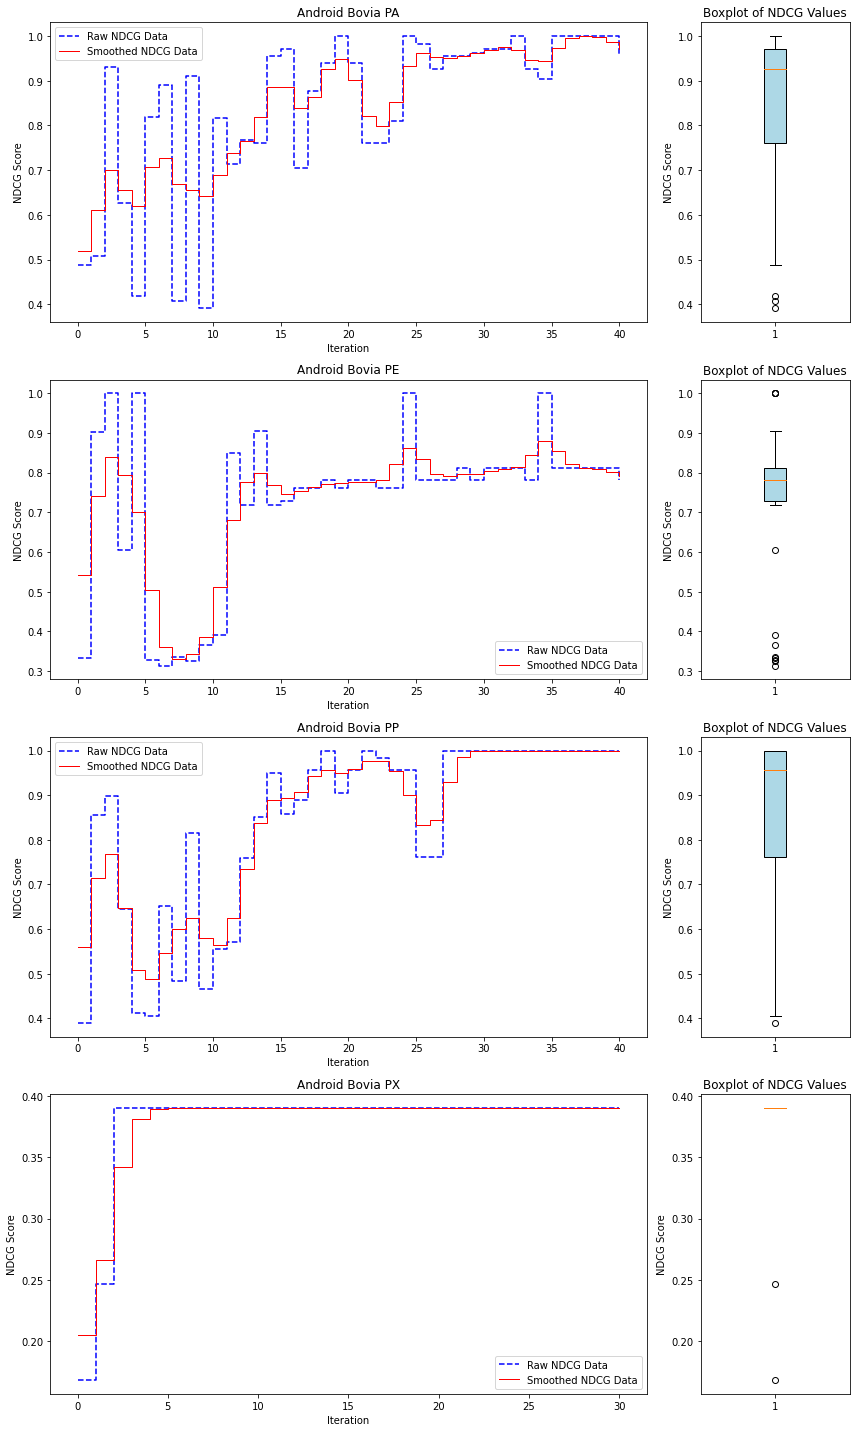 Android Bovia PA
Boxplot of NDCG Values
Raw NDCG Data
Smoothed NDCG Data
NDCG Score
1.0
0.9
0.8
0.7
0.6
0.5
0.4
0 5 10 15 20 25 30 35 40
Iteration
NDCG Score
1.0
0.9
0.8
0.7
0.6
0.5
0.4
1
Android Bovia PE
Boxplot of NDCG Values
NDCG Score
1.0
0.9
0.8
0.7
0.6
0.5
0.4
0.3
Raw NDCG Data
Smoothed NDCG Data
0 5 10 15 20 25 30 35 40
Iteration
NDCG Score
1.0
0.9
0.8
0.7
0.6
0.5
0.4
0.3
1
Android Bovia PP
Boxplot of NDCG Values
Raw NDCG Data
Smoothed NDCG Data
NDCG Score
1.0
0.9
0.8
0.7
0.6
0.5
0.4
0 5 10 15 20 25 30 35 40
Iteration
NDCG Score
1.0
0.9
0.8
0.7
0.6
0.5
0.4
1
Android Bovia PX
Boxplot of NDCG Values
NDCG Score
0.40
0.35
0.30
0.25
0.20
Raw NDCG Data
Smoothed NDCG Data
0 5 10 15 20 25 30
Iteration
NDCG Score
0.40
0.35
0.30
0.25
0.20
1